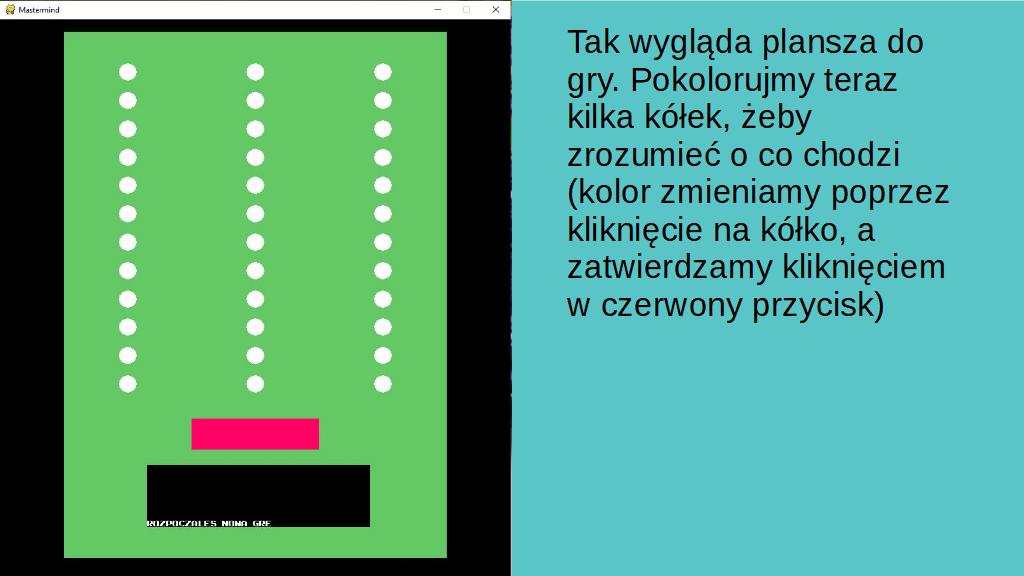 Mastermind
Tak wygląda plansza do
gry. Pokolorujmy teraz
kilka kółek, żeby
zrozumieć o co chodzi
(kolor zmieniamy poprzez
kliknięcie na kółko, a
zatwierdzamy kliknięciem
w czerwony przycisk)
ROZPOCZALES NOWA GRE